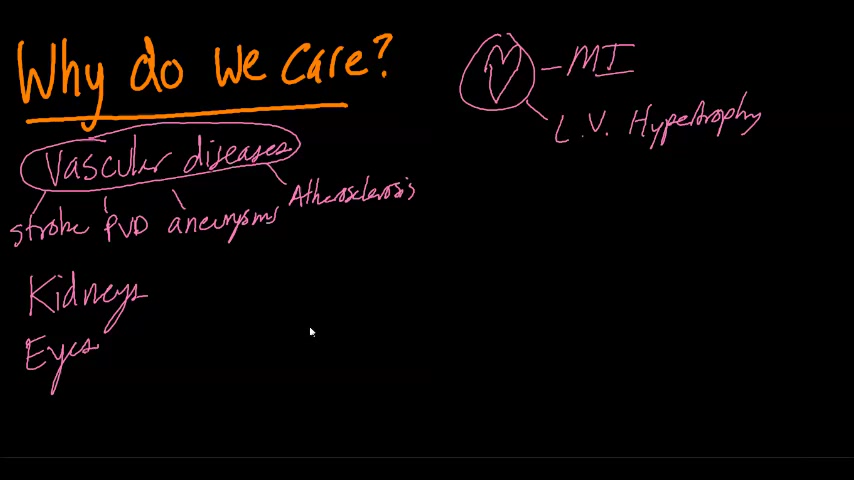 Why do we care?
Vascular diseases
stroke PVD aneurysms Atherosclerosis
Kidneys
Eyes
MI
L.V. Hypertrophy